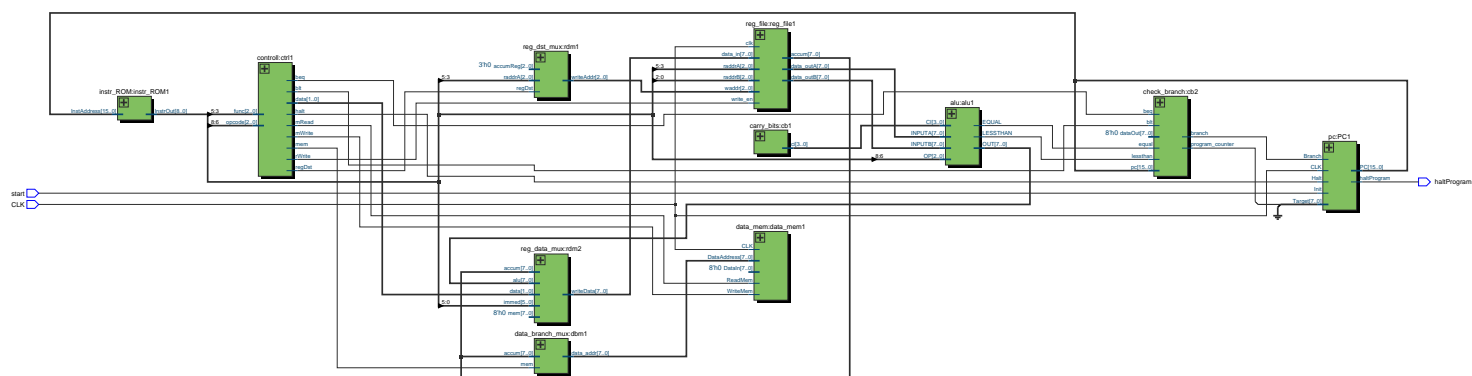 instr_ROM:instr_ROM1
InstAddress[15..0]
InstrOut[8..0]
controll:ctrl1
5:3
8:6
func[2..0]
opcode[2..0]
beq
blt
data[1..0]
halt
mRead
mWrite
mem
rWrite
regDst
start
CLK
reg_dst_mux:rdm1
3'h0
accumReg[2..0]
5:3
raddrA[2..0]
regDst
writeAddr[2..0]
reg_data_mux:rdm2
accum[7..0]
alu[7..0]
data[1..0]
5:0
immed[5..0]
8'h0
mem[7..0]
writeData[7..0]
data_branch_mux:dbm1
accum[7..0]
mem
data_addr[7..0]
reg_file:reg_file1
clk
data_in[7..0]
5:3
raddrA[2..0]
2:0
raddrB[2..0]
waddr[2..0]
write_en
accum[7..0]
data_outA[7..0]
data_outB[7..0]
carry_bits:cb1
ci[3..0]
data_mem:data_mem1
CLK
DataAddress[7..0]
8'h0
DataIn[7..0]
ReadMem
WriteMem
alu:alu1
CI[3..0]
INPUTA[7..0]
INPUTB[7..0]
8:6
OP[2..0]
EQUAL
LESSTHAN
OUT[7..0]
check_branch:cb2
beq
blt
8'h0
dataOut[7..0]
equal
lessthan
pc[15..0]
branch
program_counter
pc:PC1
Branch
CLK
Halt
Init
Target[7..0]
PC[15..0]
haltProgram
haltProgram